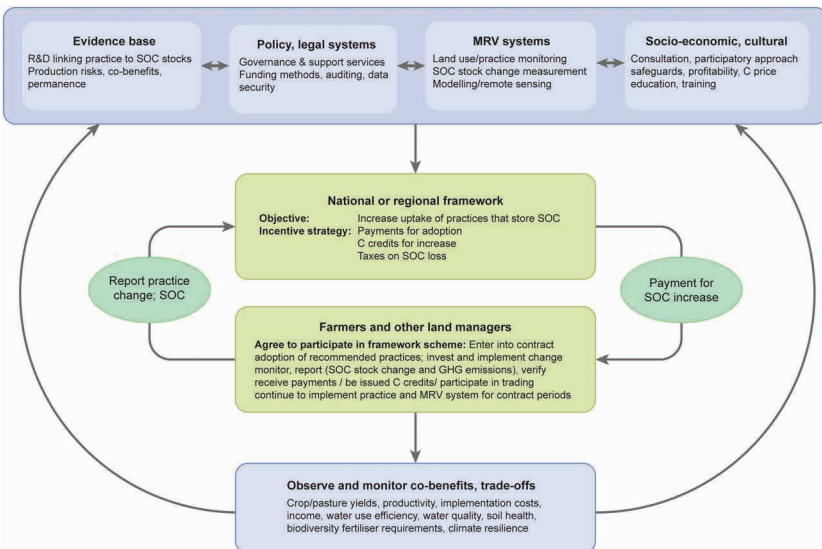 Evidence base
R&D linking practice to SOC stocks
Production risks, co-benefits,
permanence
Policy, legal systems
Governance & support services
Funding methods, auditing, data
security
MRV systems
Land use/practice monitoring
SOC stock change measurement
Modelling/remote sensing
Socio-economic, cultural
Consultation, participatory approach
safeguards, profitability, C price
education, training
National or regional framework
Objective: Increase uptake of practices that store SOC
Incentive strategy: Payments for adoption
C credits for increase
Taxes on SOC loss
Report practice
change; SOC
Payment for
SOC increase
Farmers and other land managers
Agree to participate in framework scheme: Enter into contract
adoption of recommended practices; invest and implement change
monitor, report (SOC stock change and GHG emissions), verify
receive payments / be issued C credits/ participate in trading
continue to implement practice and MRV system for contract periods
Observe and monitor co-benefits, trade-offs
Crop/pasture yields, productivity, implementation costs,
income, water use efficiency, water quality, soil health,
biodiversity fertiliser requirements, climate resilience